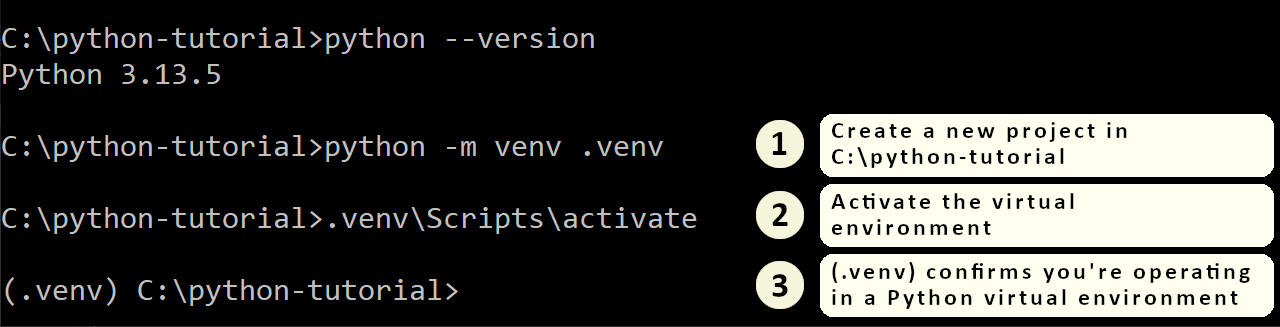 C:\python-tutorial>python --version
Python 3.13.5
C:\python-tutorial>python -m venv .venv
1
Create a new project in
C:\python-tutorial
C:\python-tutorial>.venv\Scripts\activate
2
Activate the virtual
environment
(.venv) C:\python-tutorial>
3
(.venv) confirms you're operating
in a Python virtual environment